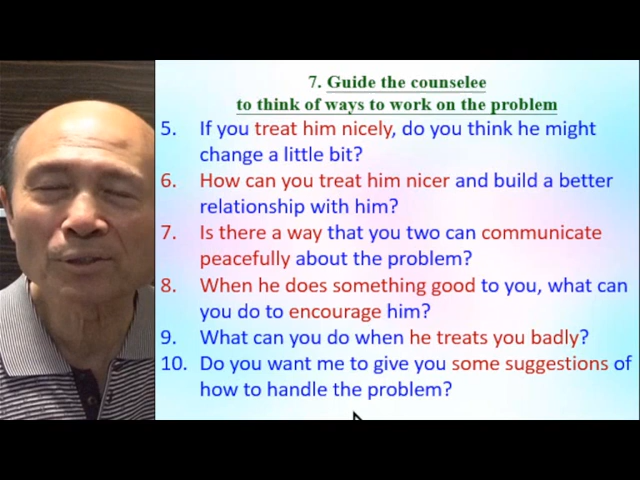 7. Guide the counselee
to think of ways to work on the problem
5. If you treat him nicely, do you think he might
change a little bit?
6. How can you treat him nicer and build a better
relationship with him?
7. Is there a way that you two can communicate
peacefully about the problem?
8. When he does something good to you, what can
you do to encourage him?
9. What can you do when he treats you badly?
10. Do you want me to give you some suggestions of
how to handle the problem?